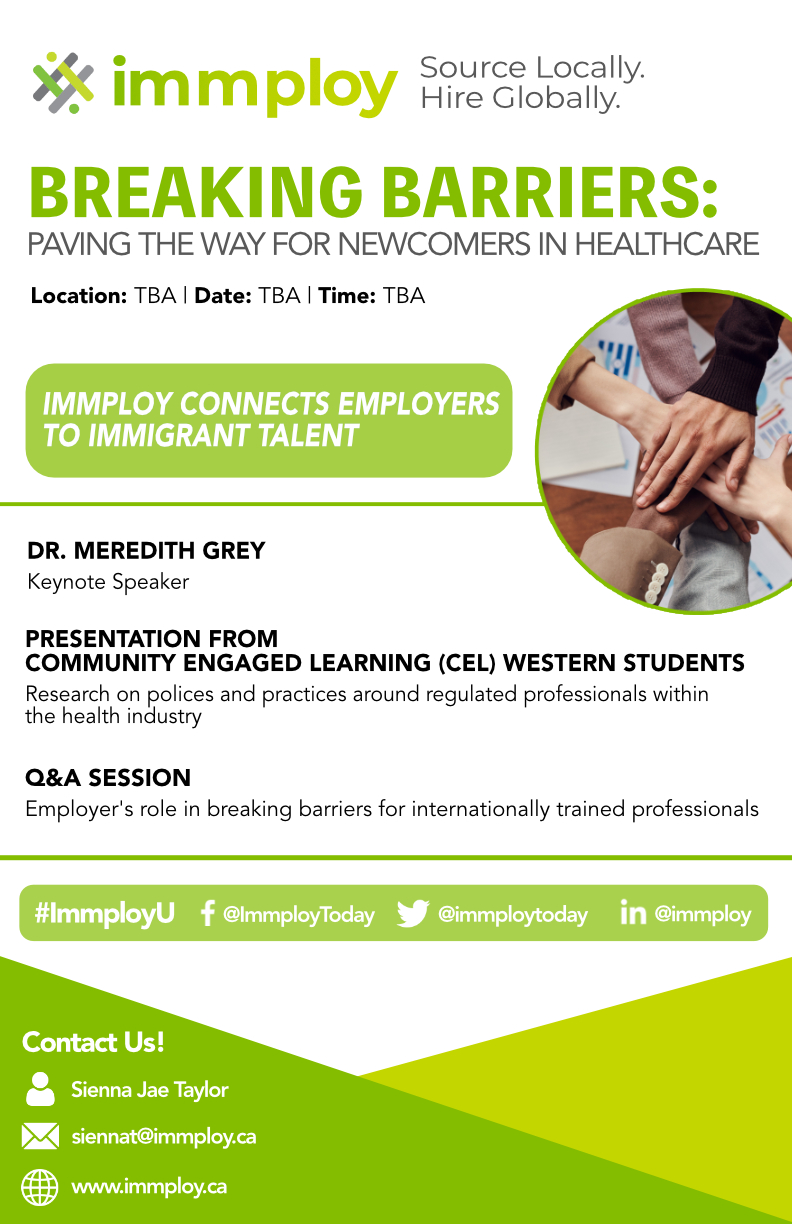 immploy
Source Locally.
Hire Globally.
BREAKING BARRIERS:
PAVING THE WAY FOR NEWCOMERS IN HEALTHCARE
Location: TBA | Date: TBA | Time: TBA
IMMPLOY CONNECTS EMPLOYERS
TO IMMIGRANT TALENT
DR. MEREDITH GREY
Keynote Speaker
PRESENTATION FROM
COMMUNITY ENGAGED LEARNING (CEL) WESTERN STUDENTS
Research on polices and practices around regulated professionals within
the health industry
Q&A SESSION
Employer's role in breaking barriers for internationally trained professionals
#ImmployU @ImmployToday @immploytoday in @immploy
Contact Us!
Sienna Jae Taylor
siennat@immploy.ca
www.immploy.ca